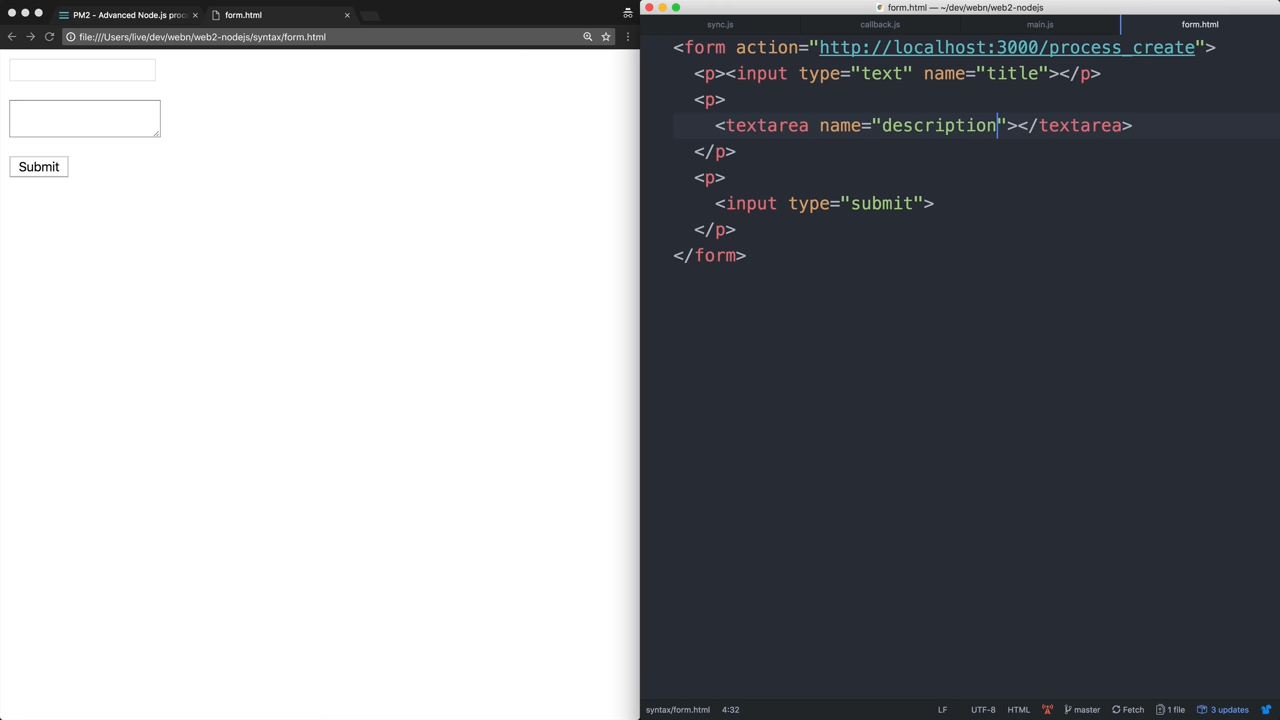 PM2 - Advanced Node.js proc
form.html
file:///Users/live/dev/webn/web2-nodejs/syntax/form.html
Submit
form.html — ~/dev/webn/web2-nodejs
sync.js
callback.js
main.js
form.html
<form action="http://localhost:3000/process_create">
<p><input type="text" name="title"></p>
<p>
<textarea name="description"></textarea>
</p>
<p>
<input type="submit">
</p>
</form>
syntax/form.html 4:32
LF UTF-8 HTML master Fetch 1 file 3 updates